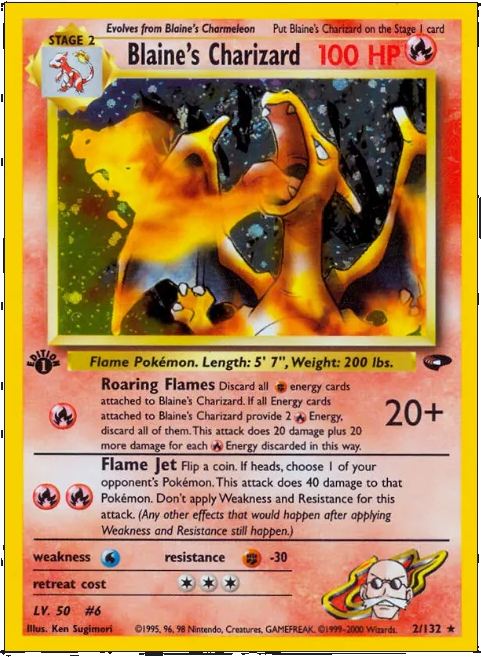 Evolves from Blaine's Charmeleon Put Blaine's Charizard on the Stage 1 card
STAGE 2
Blaine's Charizard 100 HP
EDITION
1
Flame Pokémon. Length: 5' 7", Weight: 200 lbs.
Roaring Flames Discard all energy cards
attached to Blaine's Charizard. If all Energy cards
attached to Blaine's Charizard provide 2 Energy,
discard all of them. This attack does 20 damage plus 20
more damage for each Energy discarded in this way.
20+
Flame Jet Flip a coin. If heads, choose 1 of your
opponent's Pokémon. This attack does 40 damage to that
Pokémon. Don't apply Weakness and Resistance for this
attack. (Any other effects that would happen after applying
Weakness and Resistance still happen.)
weakness resistance -30
retreat cost
LV. 50 #6
Illus. Ken Sugimori ©1995, 96, 98 Nintendo, Creatures, GAMEFREAK. ©1999-2000 Wizards. 2/132 ★